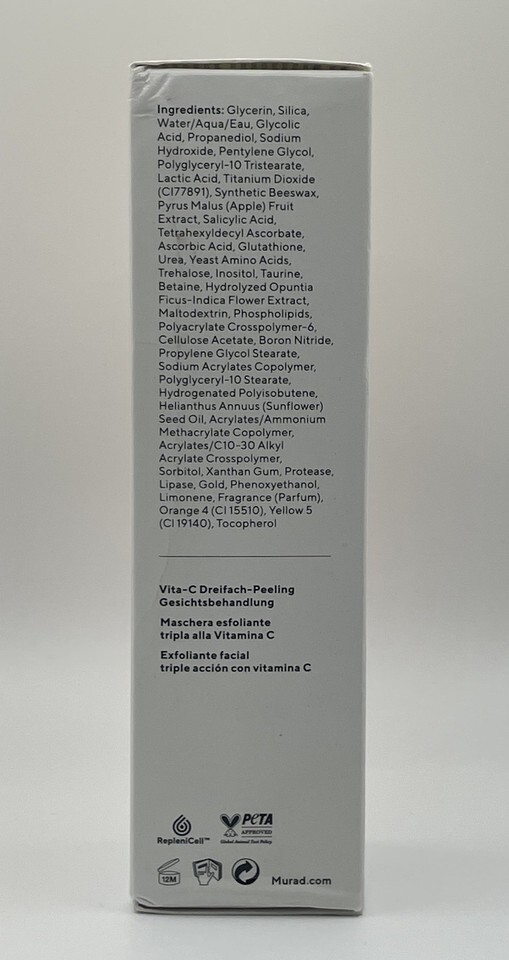 Ingredients: Glycerin, Silica,
Water/Aqua/Eau, Glycolic
Acid, Propanediol, Sodium
Hydroxide, Pentylene Glycol,
Polyglyceryl-10 Tristearate,
Lactic Acid, Titanium Dioxide
(CI77891), Synthetic Beeswax,
Pyrus Malus (Apple) Fruit
Extract, Salicylic Acid,
Tetrahexyldecyl Ascorbate,
Ascorbic Acid, Glutathione,
Urea, Yeast Amino Acids,
Trehalose, Inositol, Taurine,
Betaine, Hydrolyzed Opuntia
Ficus-Indica Flower Extract,
Maltodextrin, Phospholipids,
Polyacrylate Crosspolymer-6,
Cellulose Acetate, Boron Nitride,
Propylene Glycol Stearate,
Sodium Acrylates Copolymer,
Polyglyceryl-10 Stearate,
Hydrogenated Polyisobutene,
Helianthus Annuus (Sunflower)
Seed Oil, Acrylates/Ammonium
Methacrylate Copolymer,
Acrylates/C10-30 Alkyl
Acrylate Crosspolymer,
Sorbitol, Xanthan Gum, Protease,
Lipase, Gold, Phenoxyethanol,
Limonene, Fragrance (Parfum),
Orange 4 (CI 15510), Yellow 5
(CI 19140), Tocopherol
Vita-C Dreifach-Peeling
Gesichtsbehandlung
Maschera esfoliante
tripla alla Vitamina C
Exfoliante facial
triple acción con vitamina C
RepleniCell™
PETA
APPROVED
Global Animal Test Policy
12M
Murad.com